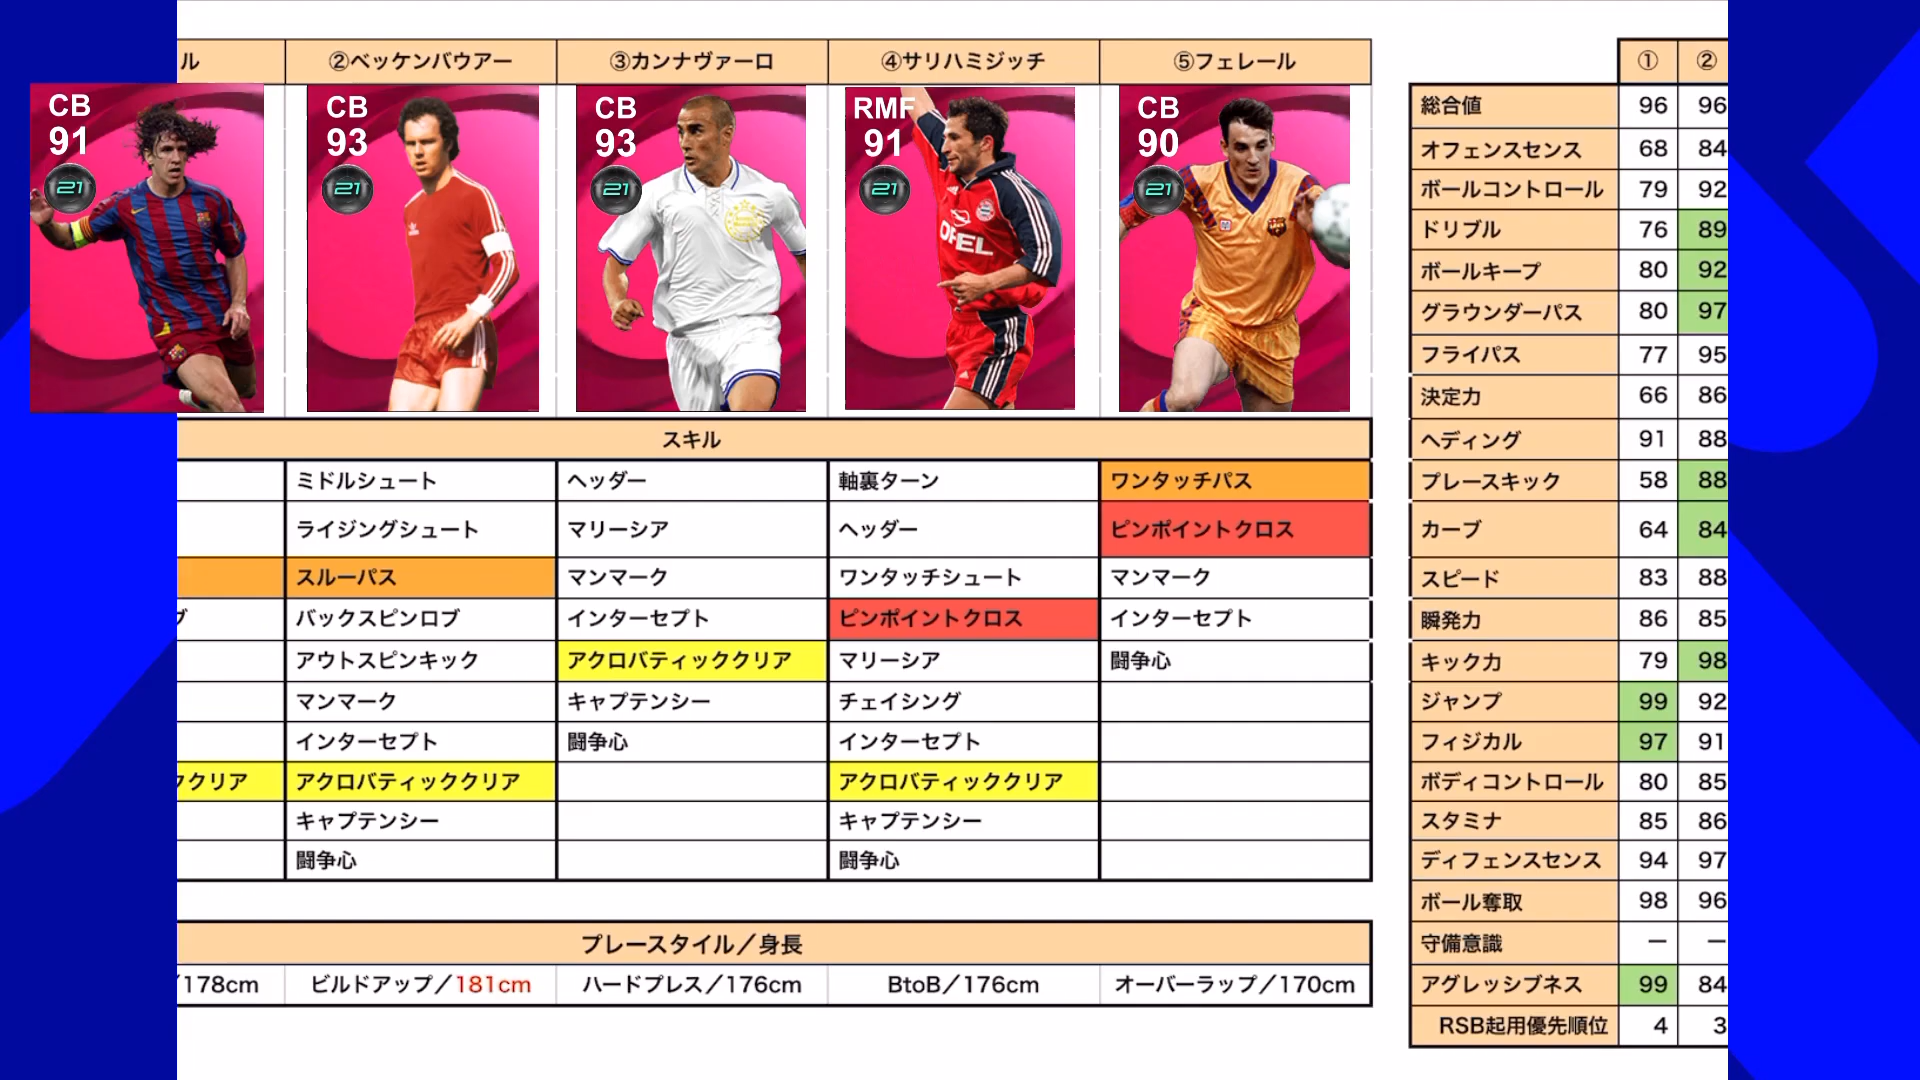 ル ②ベッケンバウアー ③カンナヴァーロ ④サリハミジッチ ⑤フェレール
CB 91 21
CB 93 21
CB 93 21
RMF 91 21
OPEL
CB 90 21
スキル
ミドルシュート ヘッダー 軸裏ターン ワンタッチパス
ライジングシュート マリーシア ヘッダー ピンポイントクロス
スルーパス マンマーク ワンタッチシュート マンマーク
ブ バックスピンロブ インターセプト ピンポイントクロス インターセプト
アウトスピンキック アクロバティッククリア マリーシア 闘争心
マンマーク キャプテンシー チェイシング
インターセプト 闘争心 インターセプト
ククリア アクロバティッククリア アクロバティッククリア
キャプテンシー キャプテンシー
闘争心 闘争心
プレースタイル／身長
／178cm ビルドアップ／181cm ハードプレス／176cm BtoB／176cm オーバーラップ／170cm
① ②
総合値 96 96
オフェンスセンス 68 84
ボールコントロール 79 92
ドリブル 76 89
ボールキープ 80 92
グラウンダーパス 80 97
フライパス 77 95
決定力 66 86
ヘディング 91 88
プレースキック 58 88
カーブ 64 84
スピード 83 88
瞬発力 86 85
キック力 79 98
ジャンプ 99 92
フィジカル 97 91
ボディコントロール 80 85
スタミナ 85 86
ディフェンスセンス 94 97
ボール奪取 98 96
守備意識 ー ー
アグレッシブネス 99 84
RSB起用優先順位 4 3